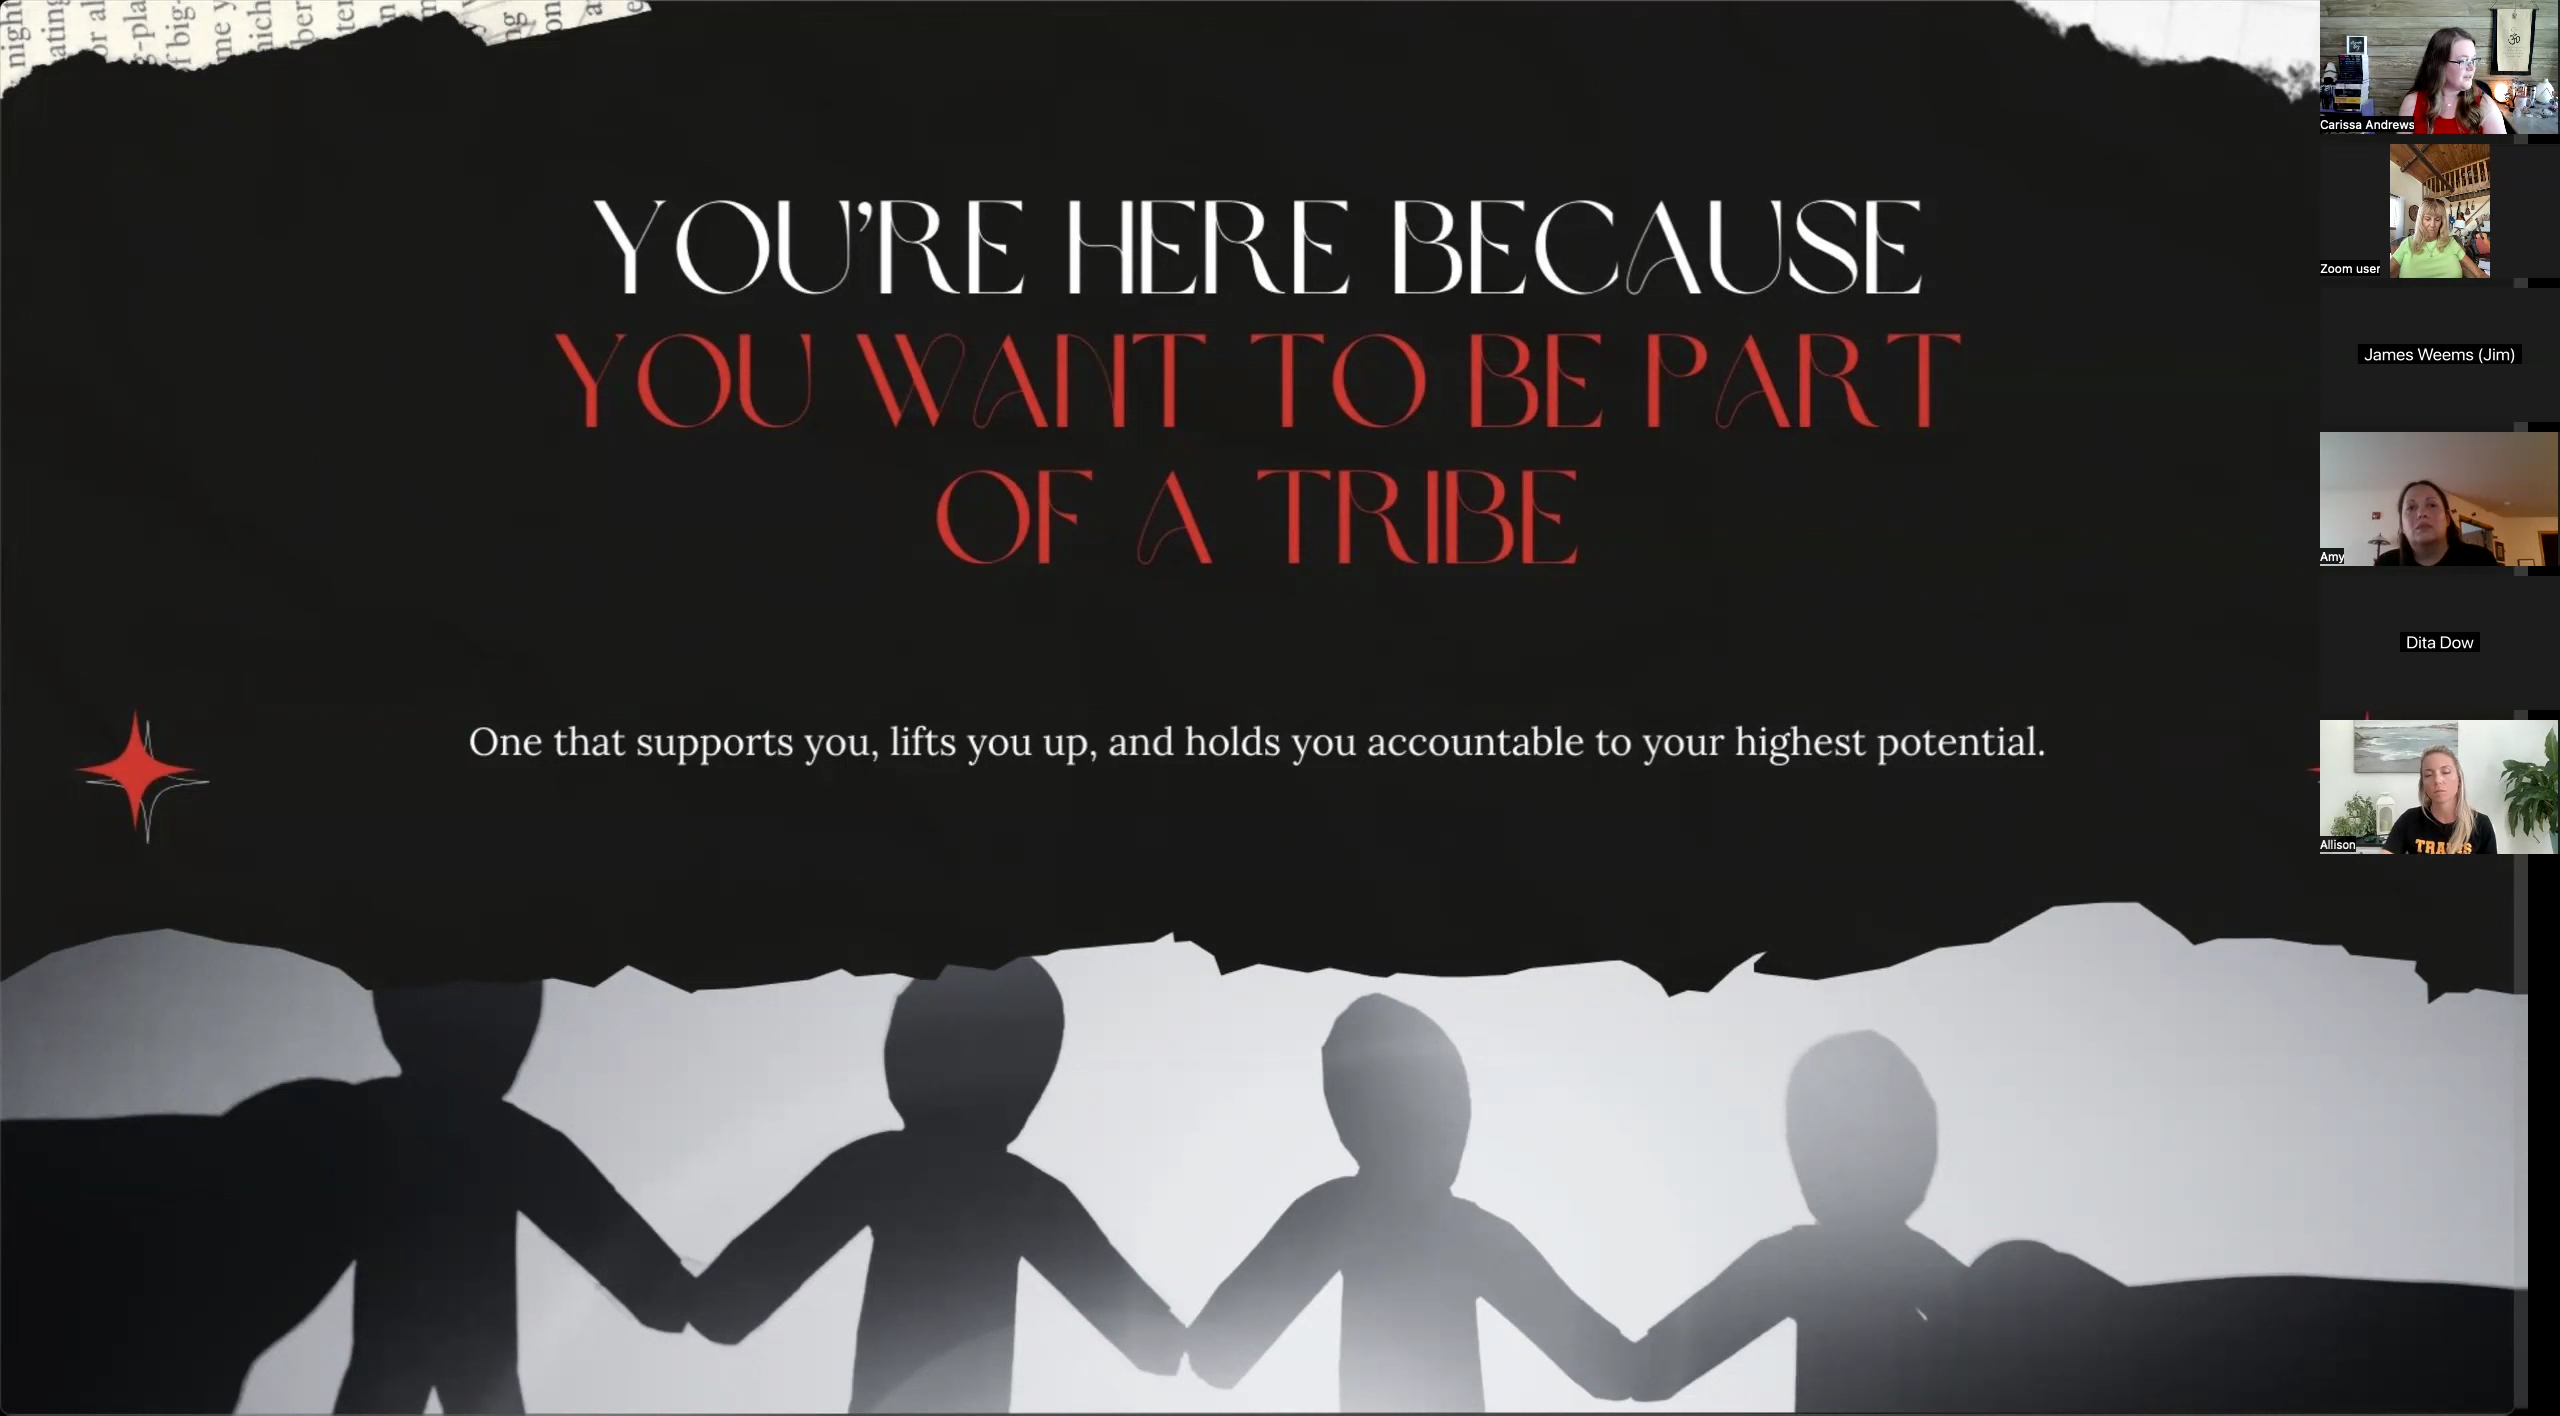 YOU'RE HERE BECAUSE
YOU WANT TO BE PART
OF A TRIBE
One that supports you, lifts you up, and holds you accountable to your highest potential.
Carissa Andrews
Zoom user
James Weems (Jim)
Amy
Dita Dow
Allison